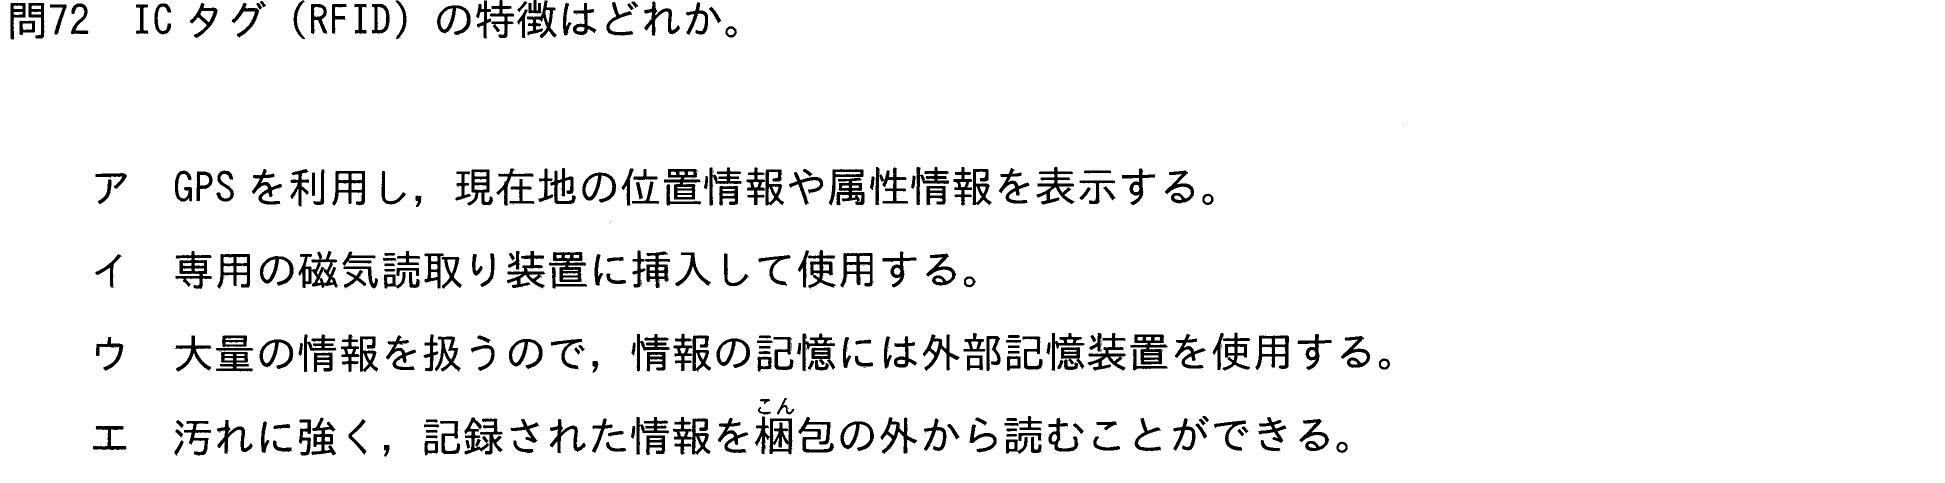 問72　ICタグ（RFID）の特徴はどれか。
ア　GPSを利用し，現在地の位置情報や属性情報を表示する。
イ　専用の磁気読取り装置に挿入して使用する。
ウ　大量の情報を扱うので，情報の記憶には外部記憶装置を使用する。
こん
エ　汚れに強く，記録された情報を梱包の外から読むことができる。